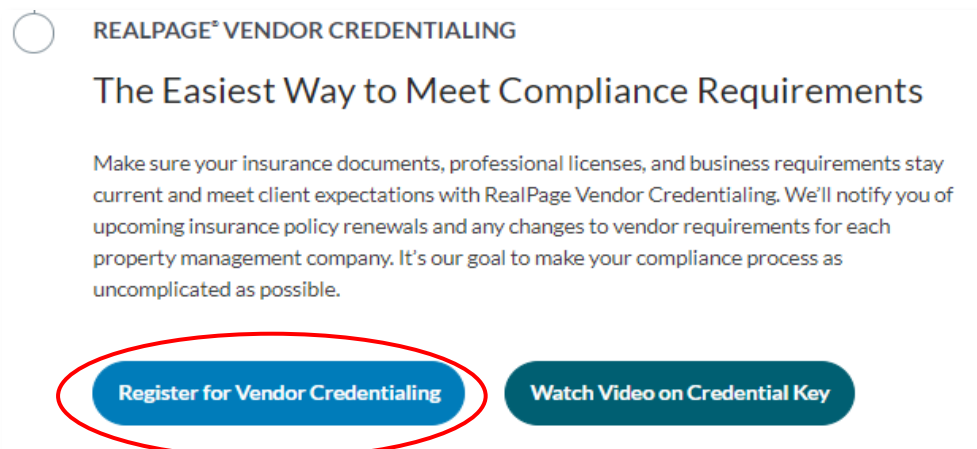 REALPAGE® VENDOR CREDENTIALING
The Easiest Way to Meet Compliance Requirements
Make sure your insurance documents, professional licenses, and business requirements stay
current and meet client expectations with RealPage Vendor Credentialing. We’ll notify you of
upcoming insurance policy renewals and any changes to vendor requirements for each
property management company. It’s our goal to make your compliance process as
uncomplicated as possible.
Register for Vendor Credentialing
Watch Video on Credential Key